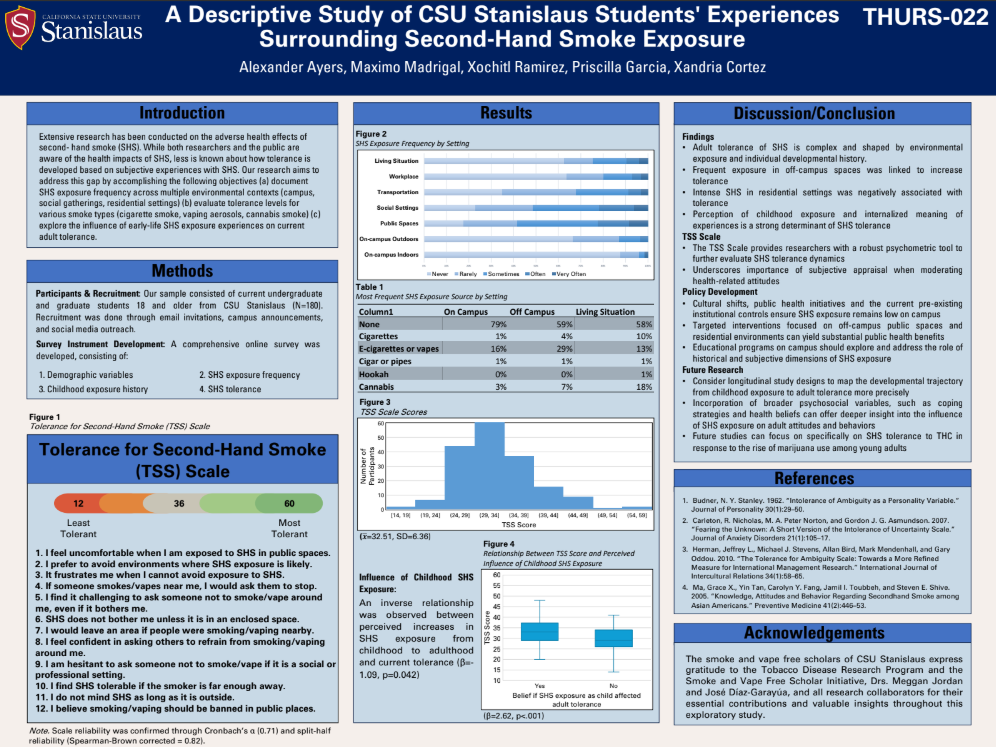 CALIFORNIA STATE UNIVERSITY
Stanislaus
A Descriptive Study of CSU Stanislaus Students' Experiences
Surrounding Second-Hand Smoke Exposure
THURS-022
Alexander Ayers, Maximo Madrigal, Xochitl Ramirez, Priscilla Garcia, Xandria Cortez
Introduction
Extensive research has been conducted on the adverse health effects of
second- hand smoke (SHS). While both researchers and the public are
aware of the health impacts of SHS, less is known about how tolerance is
developed based on subjective experiences with SHS. Our research aims to
address this gap by accomplishing the following objectives (a) document
SHS exposure frequency across multiple environmental contexts (campus,
social gatherings, residential settings) (b) evaluate tolerance levels for
various smoke types (cigarette smoke, vaping aerosols, cannabis smoke) (c)
explore the influence of early-life SHS exposure experiences on current
adult tolerance.
Methods
Participants & Recruitment: Our sample consisted of current undergraduate
and graduate students 18 and older from CSU Stanislaus (N=180).
Recruitment was done through email invitations, campus announcements,
and social media outreach.
Survey Instrument Development: A comprehensive online survey was
developed, consisting of:
1. Demographic variables
2. SHS exposure frequency
3. Childhood exposure history
4. SHS tolerance
Figure 1
Tolerance for Second-Hand Smoke (TSS) Scale
Tolerance for Second-Hand Smoke
(TSS) Scale
12 36 60
Least
Tolerant
Most
Tolerant
1. I feel uncomfortable when I am exposed to SHS in public spaces.
2. I prefer to avoid environments where SHS exposure is likely.
3. It frustrates me when I cannot avoid exposure to SHS.
4. If someone smokes/vapes near me, I would ask them to stop.
5. I find it challenging to ask someone not to smoke/vape around
me, even if it bothers me.
6. SHS does not bother me unless it is in an enclosed space.
7. I would leave an area if people were smoking/vaping nearby.
8. I feel confident in asking others to refrain from smoking/vaping
around me.
9. I am hesitant to ask someone not to smoke/vape if it is a social or
professional setting.
10. I find SHS tolerable if the smoker is far enough away.
11. I do not mind SHS as long as it is outside.
12. I believe smoking/vaping should be banned in public places.
Note. Scale reliability was confirmed through Cronbach's α (0.71) and split-half
reliability (Spearman-Brown corrected = 0.82).
Results
Figure 2
SHS Exposure Frequency by Setting
Living Situation
Workplace
Transportation
Social Settings
Public Spaces
On-campus Outdoors
On-campus Indoors
Never Rarely Sometimes Often Very Often
Table 1
Most Frequent SHS Exposure Source by Setting
Column1 On Campus Off Campus Living Situation
None 79% 59% 58%
Cigarettes 1% 4% 10%
E-cigarettes or vapes 16% 29% 13%
Cigar or pipes 1% 1% 1%
Hookah 0% 0% 1%
Cannabis 3% 7% 18%
Figure 3
TSS Scale Scores
Number of
Participants
60
50
40
30
20
10
0
[14, 19] (19, 24] (24, 29] (29, 34] (34, 39] (39, 44] (44, 49] (49, 54] (54, 59]
TSS Score
(x̄=32.51, SD=6.36)
Influence of Childhood SHS
Exposure:
An inverse relationship
was observed between
perceived increases in
SHS exposure from
childhood to adulthood
and current tolerance (β=-
1.09, p=0.042)
Figure 4
Relationship Between TSS Score and Perceived
Influence of Childhood SHS Exposure
TSS Score
60
55
50
45
40
35
30
25
20
15
10
Yes No
Belief if SHS exposure as child affected
adult tolerance
(β=2.62, p<.001)
Discussion/Conclusion
Findings
• Adult tolerance of SHS is complex and shaped by environmental
exposure and individual developmental history.
• Frequent exposure in off-campus spaces was linked to increase
tolerance
• Intense SHS in residential settings was negatively associated with
tolerance
• Perception of childhood exposure and internalized meaning of
experiences is a strong determinant of SHS tolerance
TSS Scale
• The TSS Scale provides researchers with a robust psychometric tool to
further evaluate SHS tolerance dynamics
• Underscores importance of subjective appraisal when moderating
health-related attitudes
Policy Development
• Cultural shifts, public health initiatives and the current pre-existing
institutional controls ensure SHS exposure remains low on campus
• Targeted interventions focused on off-campus public spaces and
residential environments can yield substantial public health benefits
• Educational programs on campus should explore and address the role of
historical and subjective dimensions of SHS exposure
Future Research
• Consider longitudinal study designs to map the developmental trajectory
from childhood exposure to adult tolerance more precisely
• Incorporation of broader psychosocial variables, such as coping
strategies and health beliefs can offer deeper insight into the influence
of SHS exposure on adult attitudes and behaviors
• Future studies can focus on specifically on SHS tolerance to THC in
response to the rise of marijuana use among young adults
References
1. Budner, N. Y. Stanley. 1962. "Intolerance of Ambiguity as a Personality Variable."
Journal of Personality 30(1):29-50.
2. Carleton, R. Nicholas, M. A. Peter Norton, and Gordon J. G. Asmundson. 2007.
"Fearing the Unknown: A Short Version of the Intolerance of Uncertainty Scale."
Journal of Anxiety Disorders 21(1):105–17.
3. Herman, Jeffrey L., Michael J. Stevens, Allan Bird, Mark Mendenhall, and Gary
Oddou. 2010. "The Tolerance for Ambiguity Scale: Towards a More Refined
Measure for International Management Research." International Journal of
Intercultural Relations 34(1):58–65.
4. Ma, Grace X., Yin Tan, Carolyn Y. Fang, Jamil I. Toubbeh, and Steven E. Shive.
2005. "Knowledge, Attitudes and Behavior Regarding Secondhand Smoke among
Asian Americans." Preventive Medicine 41(2):446–53.
Acknowledgements
The smoke and vape free scholars of CSU Stanislaus express
gratitude to the Tobacco Disease Research Program and the
Smoke and Vape Free Scholar Initiative, Drs. Meggan Jordan
and José Díaz-Garayúa, and all research collaborators for their
essential contributions and valuable insights throughout this
exploratory study.